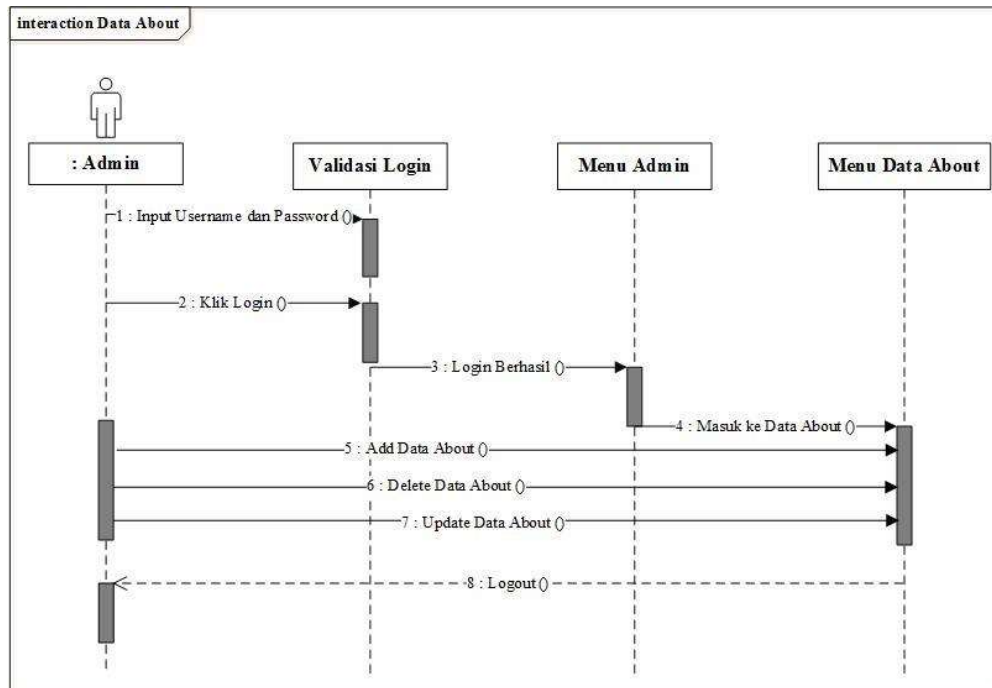 interaction Data About
: Admin
Validasi Login
Menu Admin
Menu Data About
1 : Input Username dan Password ()
2 : Klik Login ()
3 : Login Berhasil ()
4 : Masuk ke Data About ()
5 : Add Data About ()
6 : Delete Data About ()
7 : Update Data About ()
8 : Logout ()